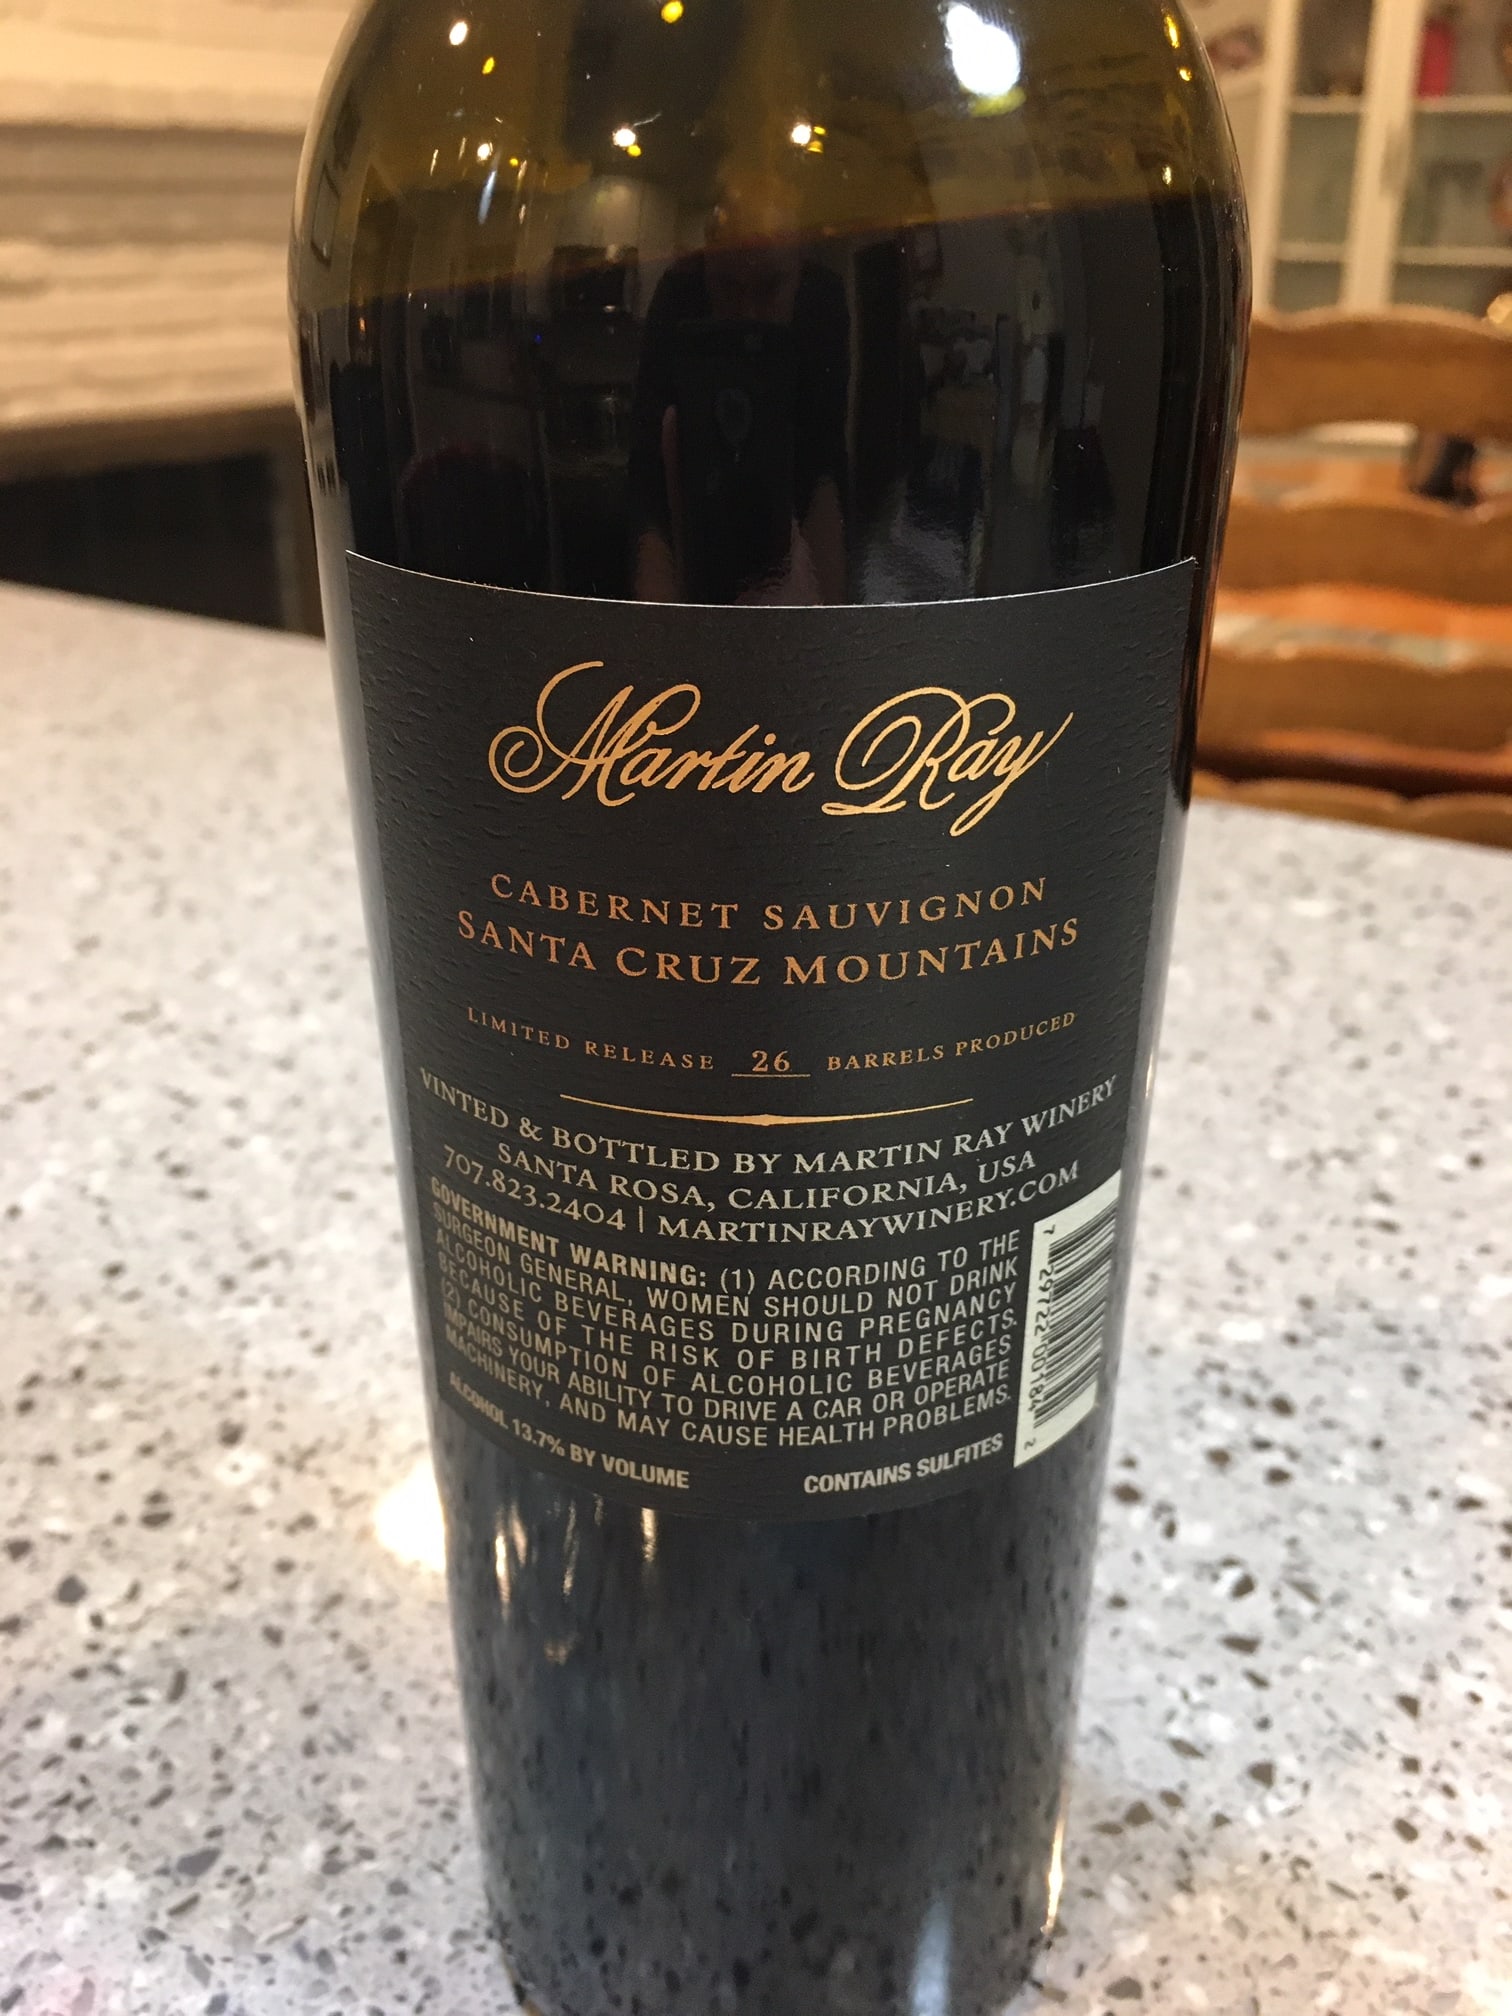 Martin Ray
CABERNET SAUVIGNON
SANTA CRUZ MOUNTAINS
LIMITED RELEASE 26 BARRELS PRODUCED
VINTED & BOTTLED BY MARTIN RAY WINERY
SANTA ROSA, CALIFORNIA, USA
707.823.2404 | MARTINRAYWINERY.COM
GOVERNMENT WARNING: (1) ACCORDING TO THE
SURGEON GENERAL, WOMEN SHOULD NOT DRINK
ALCOHOLIC BEVERAGES DURING PREGNANCY
BECAUSE OF THE RISK OF BIRTH DEFECTS.
(2) CONSUMPTION OF ALCOHOLIC BEVERAGES
IMPAIRS YOUR ABILITY TO DRIVE A CAR OR OPERATE
MACHINERY, AND MAY CAUSE HEALTH PROBLEMS.
ALCOHOL 13.7% BY VOLUME CONTAINS SULFITES
7 29722 00184 2